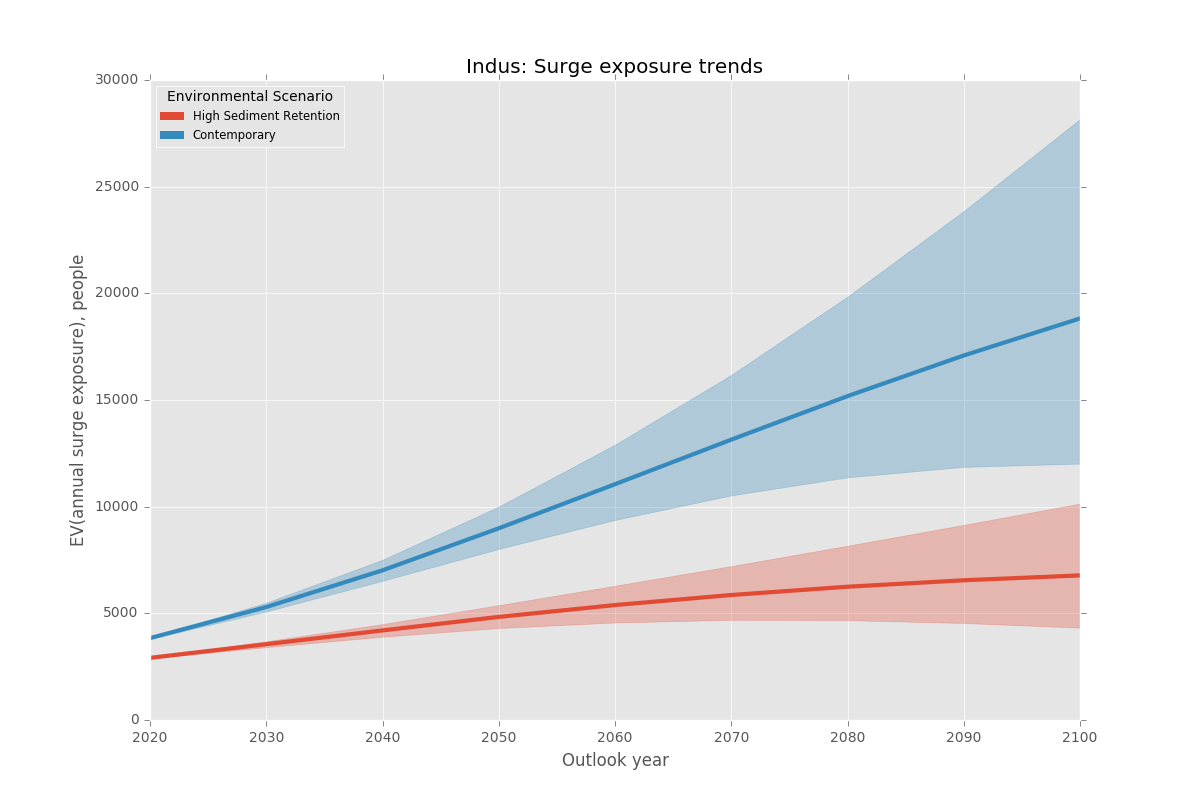 Indus: Surge exposure trends
Environmental Scenario
High Sediment Retention
Contemporary
EV(annual surge exposure), people
30000
25000
20000
15000
10000
5000
0
2020 2030 2040 2050 2060 2070 2080 2090 2100
Outlook year